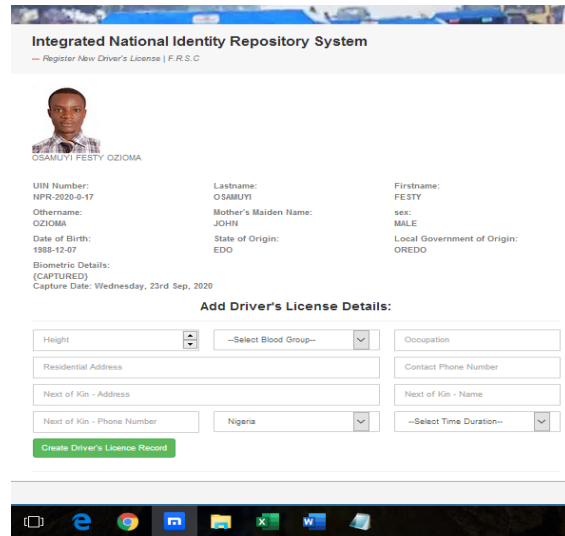 Integrated National Identity Repository System
— Register New Driver's License | F.R.S.C
OSAMUYI FESTY OZIOMA
UIN Number: Lastname: Firstname:
NPR-2020-0-17 OSAMUYI FESTY
Othername: Mother's Maiden Name: sex:
OZIOMA JOHN MALE
Date of Birth: State of Origin: Local Government of Origin:
1988-12-07 EDO OREDO
Biometric Details:
{CAPTURED}
Capture Date: Wednesday, 23rd Sep, 2020
Add Driver's License Details:
Height --Select Blood Group-- Occupation
Residential Address Contact Phone Number
Next of Kin - Address Next of Kin - Name
Next of Kin - Phone Number Nigeria --Select Time Duration--
Create Driver's Licence Record